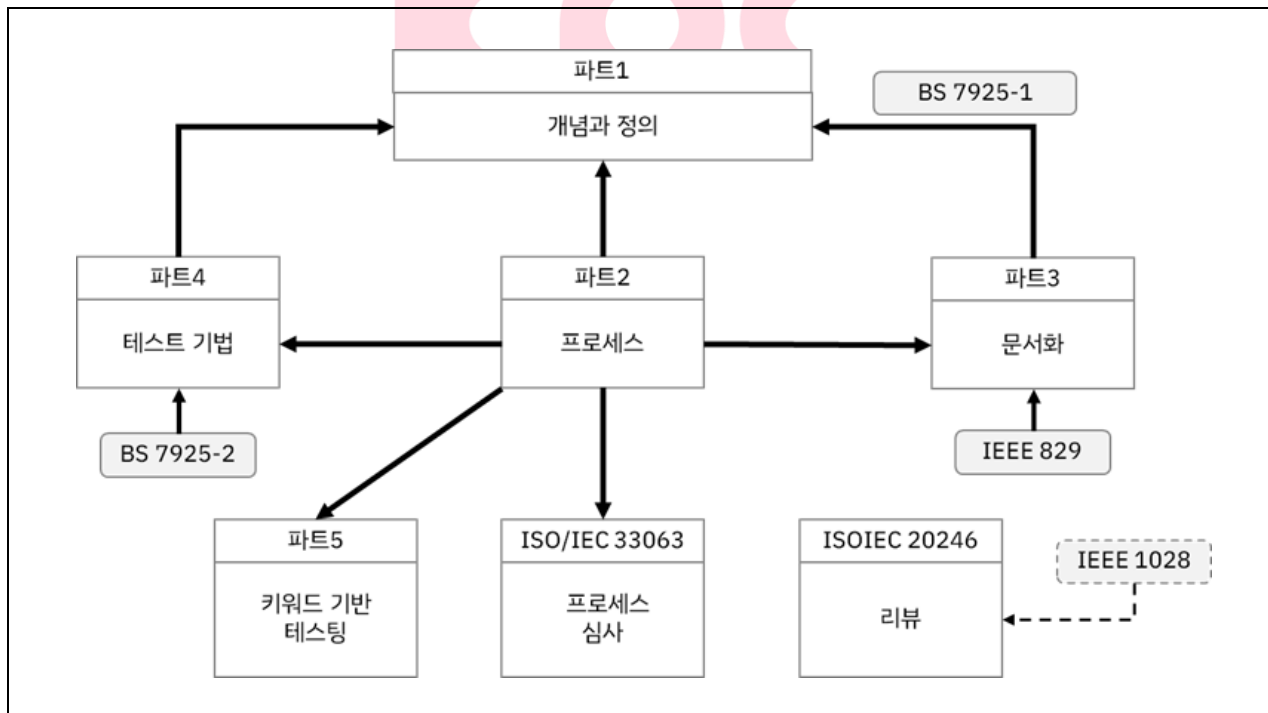 파트1
개념과 정의
BS 7925-1
파트4
테스트 기법
파트2
프로세스
파트3
문서화
BS 7925-2
IEEE 829
파트5
키워드 기반
테스팅
ISO/IEC 33063
프로세스
심사
ISOIEC 20246
리뷰
IEEE 1028